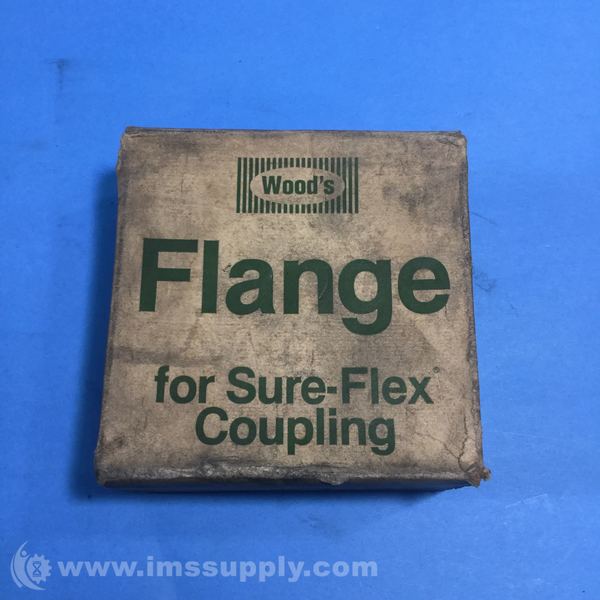 Wood's
Flange
for Sure-Flex®
Coupling
www.imssupply.com